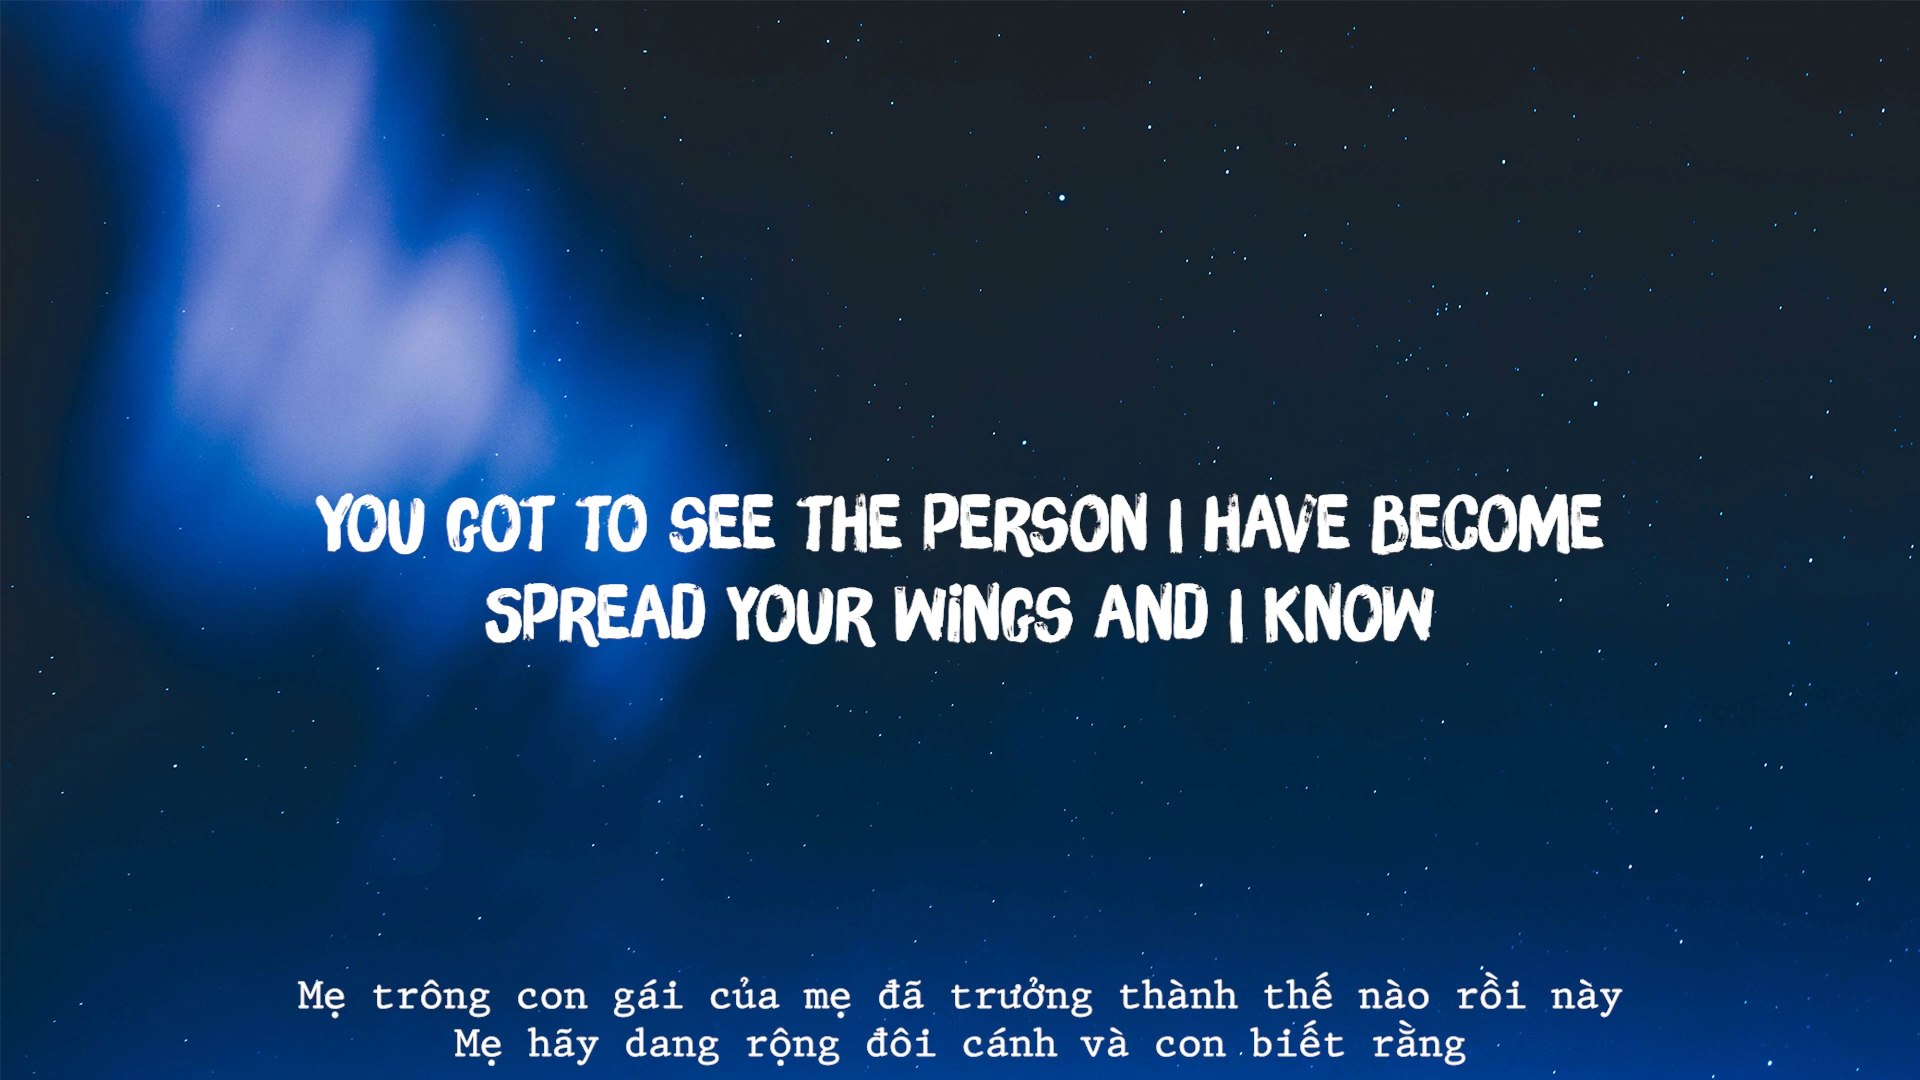 YOU GOT TO SEE THE PERSON I HAVE BECOME
SPREAD YOUR WINGS AND I KNOW
Mẹ trông con gái của mẹ đã trưởng thành thế nào rồi này
Mẹ hãy dang rộng đôi cánh và con biết rằng